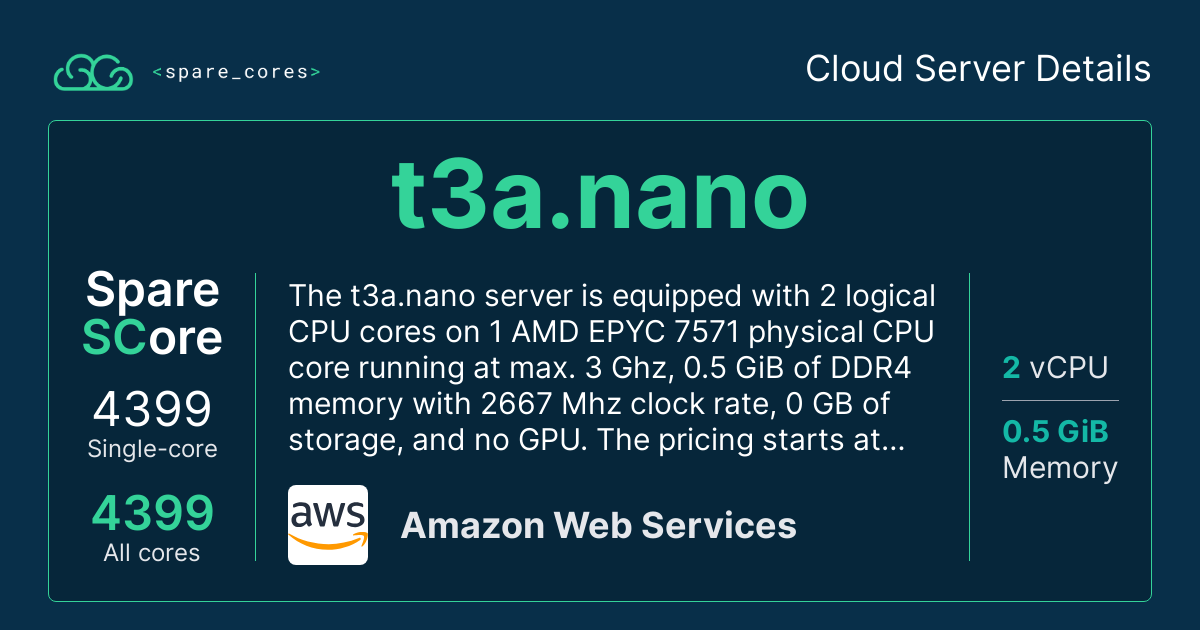 <spare_cores>
Cloud Server Details
t3a.nano
Spare
SCore
4399
Single-core
4399
All cores
The t3a.nano server is equipped with 2 logical
CPU cores on 1 AMD EPYC 7571 physical CPU
core running at max. 3 Ghz, 0.5 GiB of DDR4
memory with 2667 Mhz clock rate, 0 GB of
storage, and no GPU. The pricing starts at...
aws
Amazon Web Services
2 vCPU
0.5 GiB
Memory